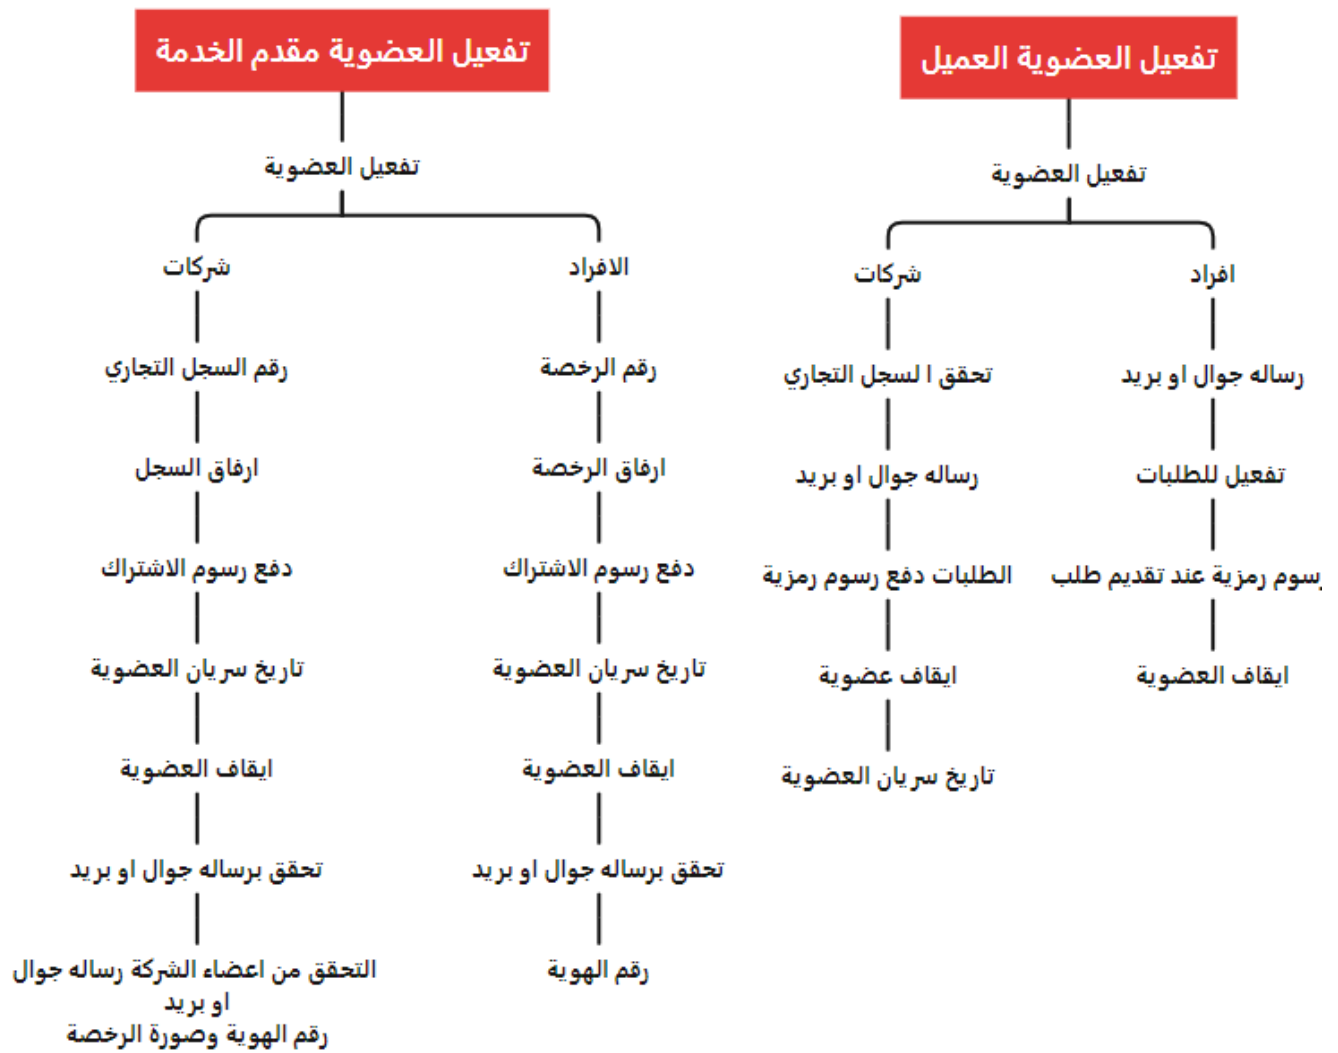 تفعيل العضوية العميل
تفعيل العضوية
افراد
رساله جوال او بريد
تفعيل للطلبات
رسوم رمزية عند تقديم طلب
ايقاف العضوية
شركات
تحقق ا لسجل التجاري
رساله جوال او بريد
الطلبات دفع رسوم رمزية
ايقاف عضوية
تاريخ سريان العضوية
تفعيل العضوية مقدم الخدمة
تفعيل العضوية
الافراد
رقم الرخصة
ارفاق الرخصة
دفع رسوم الاشتراك
تاريخ سريان العضوية
ايقاف العضوية
تحقق برساله جوال او بريد
رقم الهوية
شركات
رقم السجل التجاري
ارفاق السجل
دفع رسوم الاشتراك
تاريخ سريان العضوية
ايقاف العضوية
تحقق برساله جوال او بريد
التحقق من اعضاء الشركة رساله جوال
او بريد
رقم الهوية وصورة الرخصة